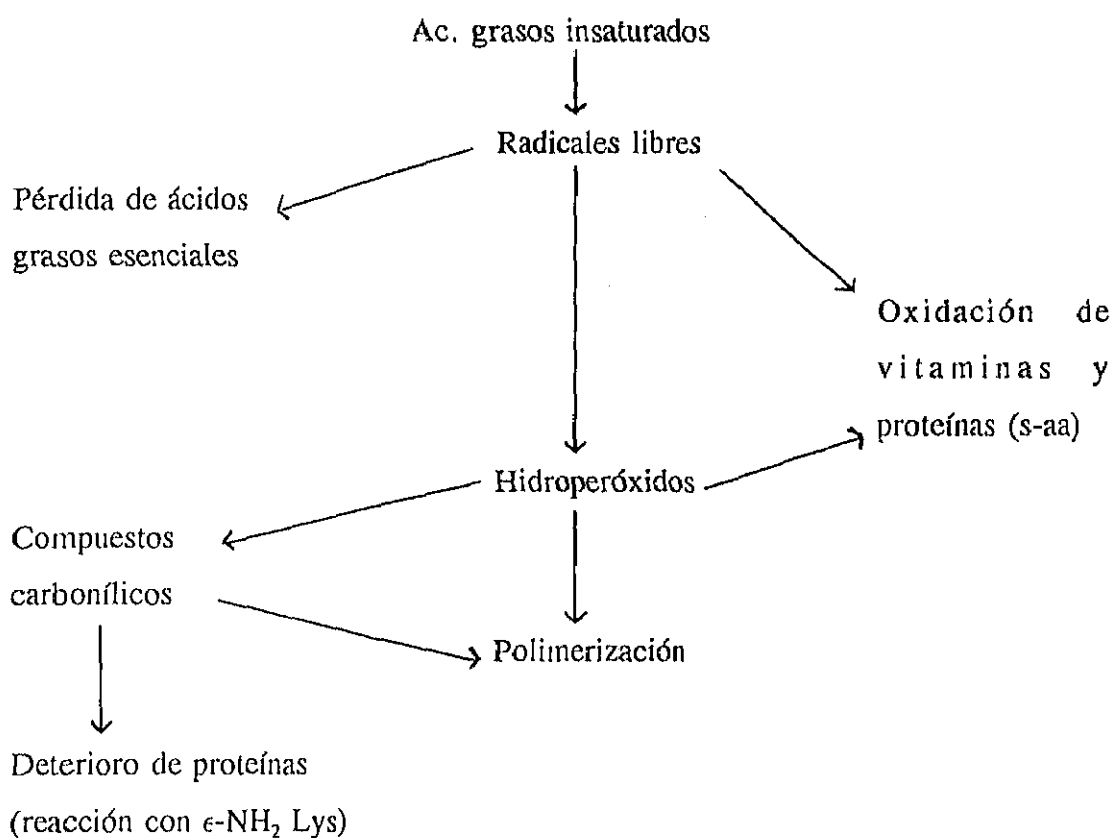 Ac. grasos insaturados
Radicales libres
Pérdida de ácidos
grasos esenciales
Oxidación de
vitaminas y
proteínas (s-aa)
Hidroperóxidos
Compuestos
carbonílicos
Polimerización
Deterioro de proteínas
(reacción con ϵ-NH₂ Lys)